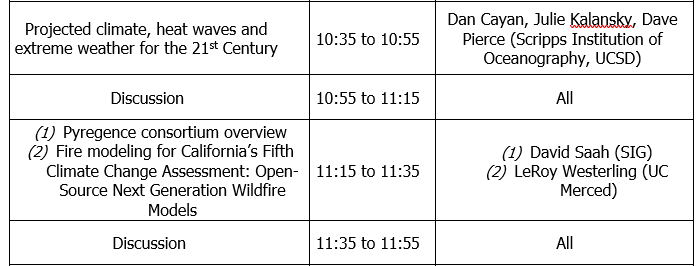 Projected climate, heat waves and
extreme weather for the 21st Century
10:35 to 10:55
Dan Cayan, Julie Kalansky, Dave
Pierce (Scripps Institution of
Oceanography, UCSD)
Discussion
10:55 to 11:15
All
(1) Pyregence consortium overview
(2) Fire modeling for California’s Fifth
Climate Change Assessment: Open-
Source Next Generation Wildfire
Models
11:15 to 11:35
(1) David Saah (SIG)
(2) LeRoy Westerling (UC
Merced)
Discussion
11:35 to 11:55
All